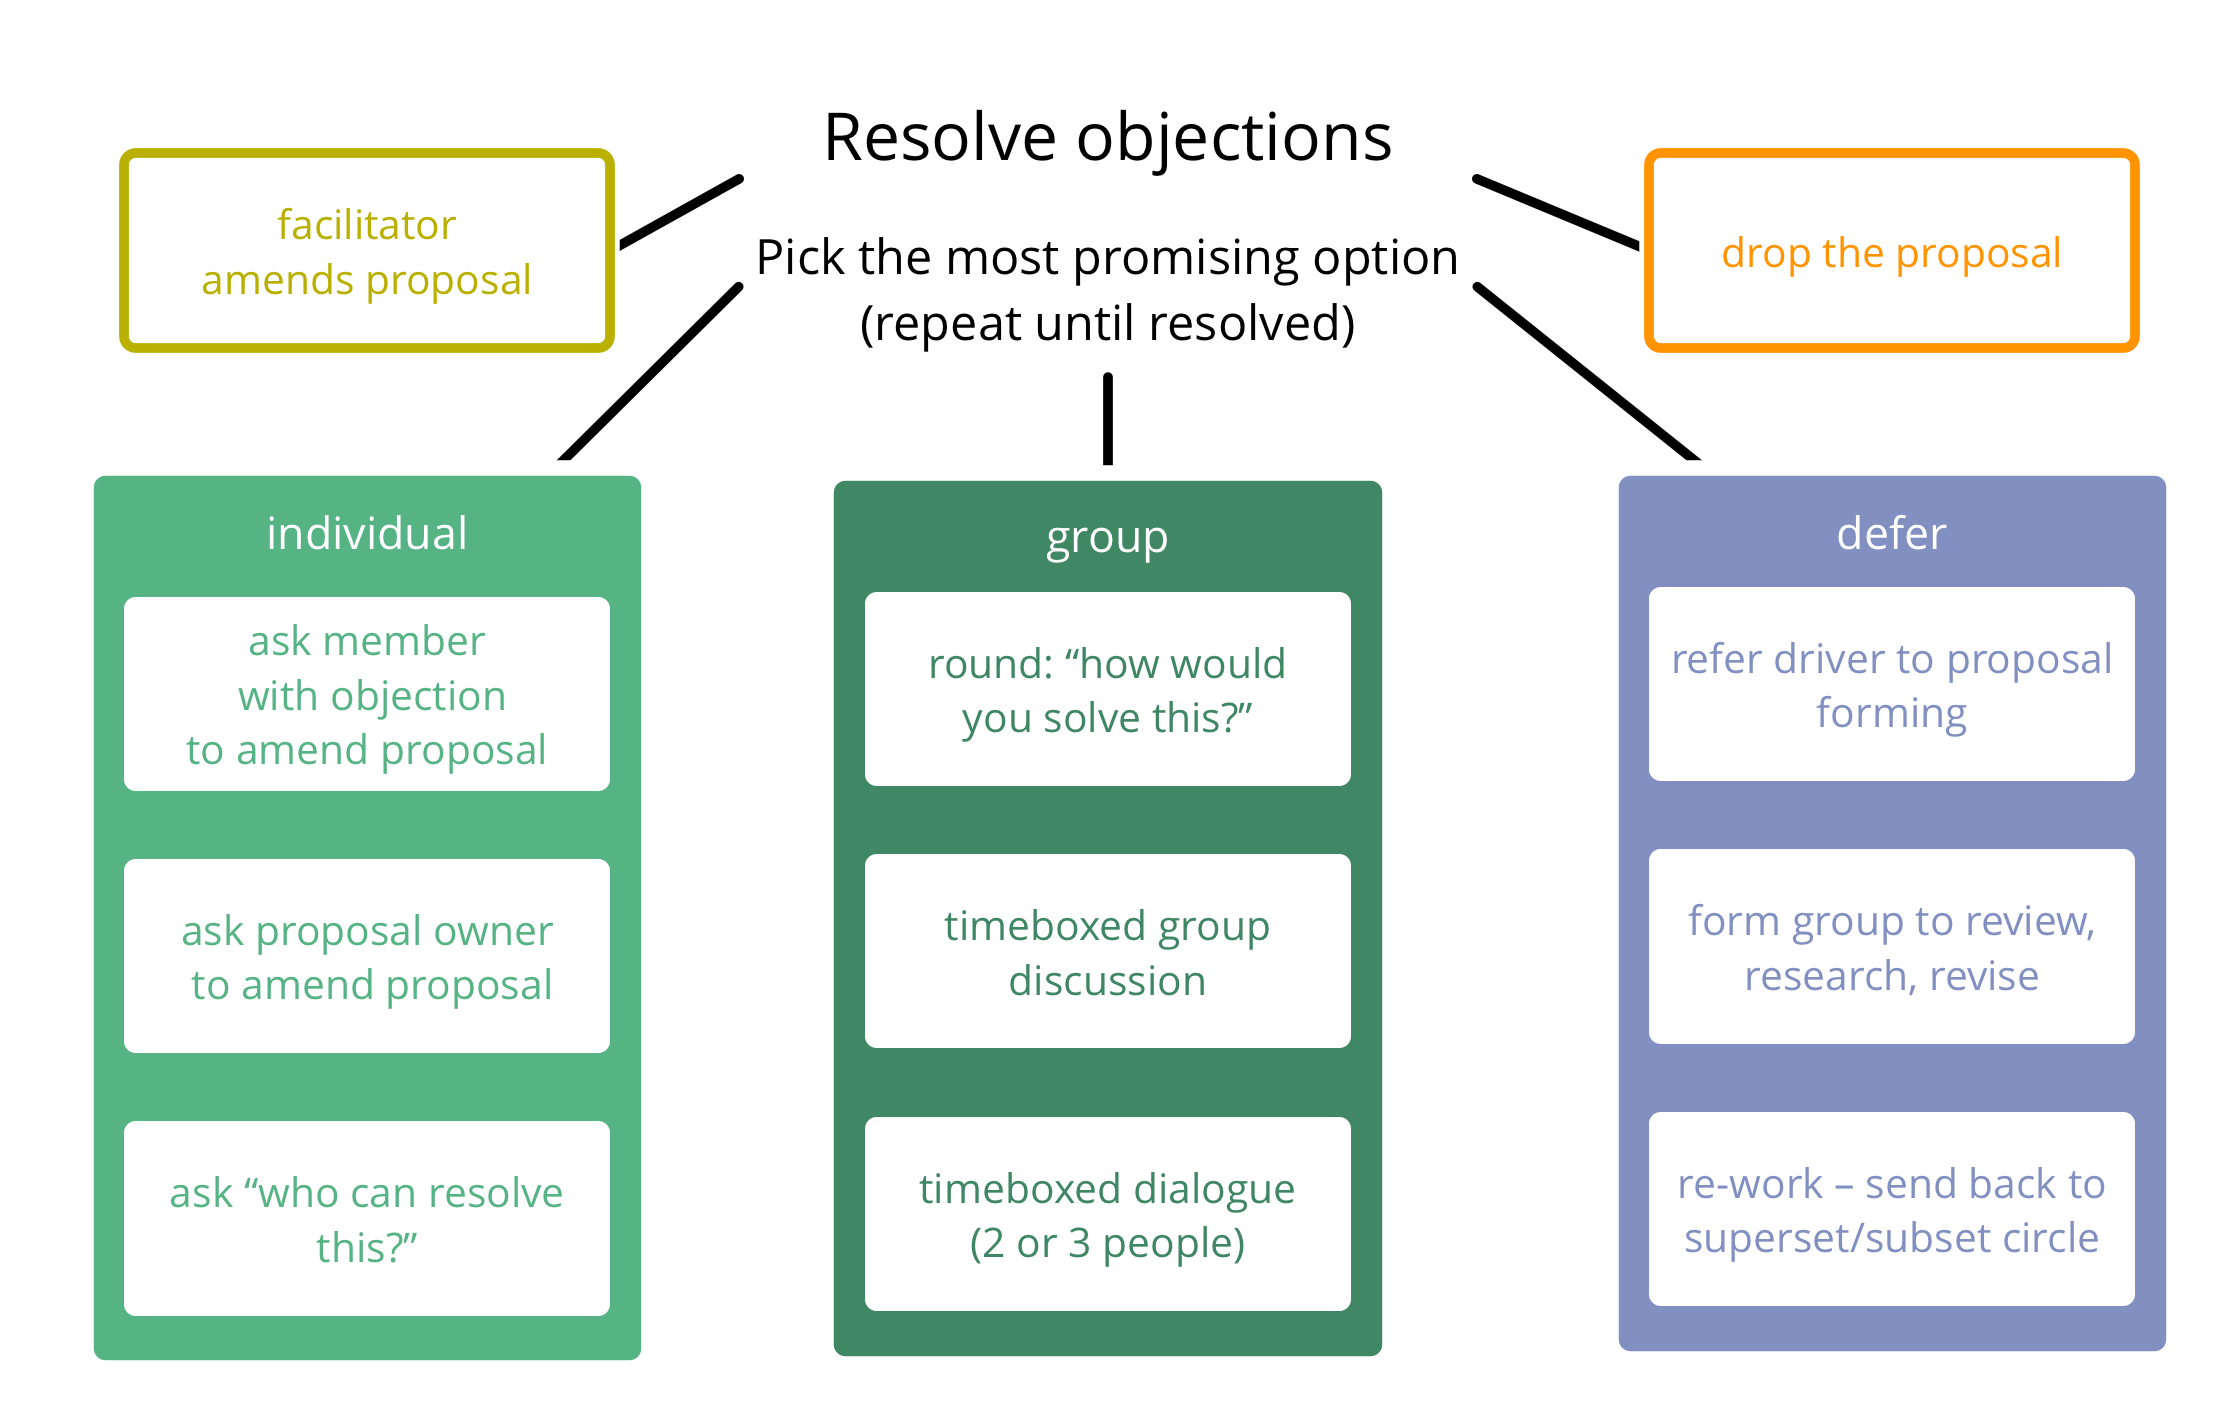 Resolve objections
Pick the most promising option
(repeat until resolved)
facilitator
amends proposal
drop the proposal
individual
ask member
with objection
to amend proposal
ask proposal owner
to amend proposal
ask “who can resolve
this?”
group
round: “how would
you solve this?”
timeboxed group
discussion
timeboxed dialogue
(2 or 3 people)
defer
refer driver to proposal
forming
form group to review,
research, revise
re-work – send back to
superset/subset circle